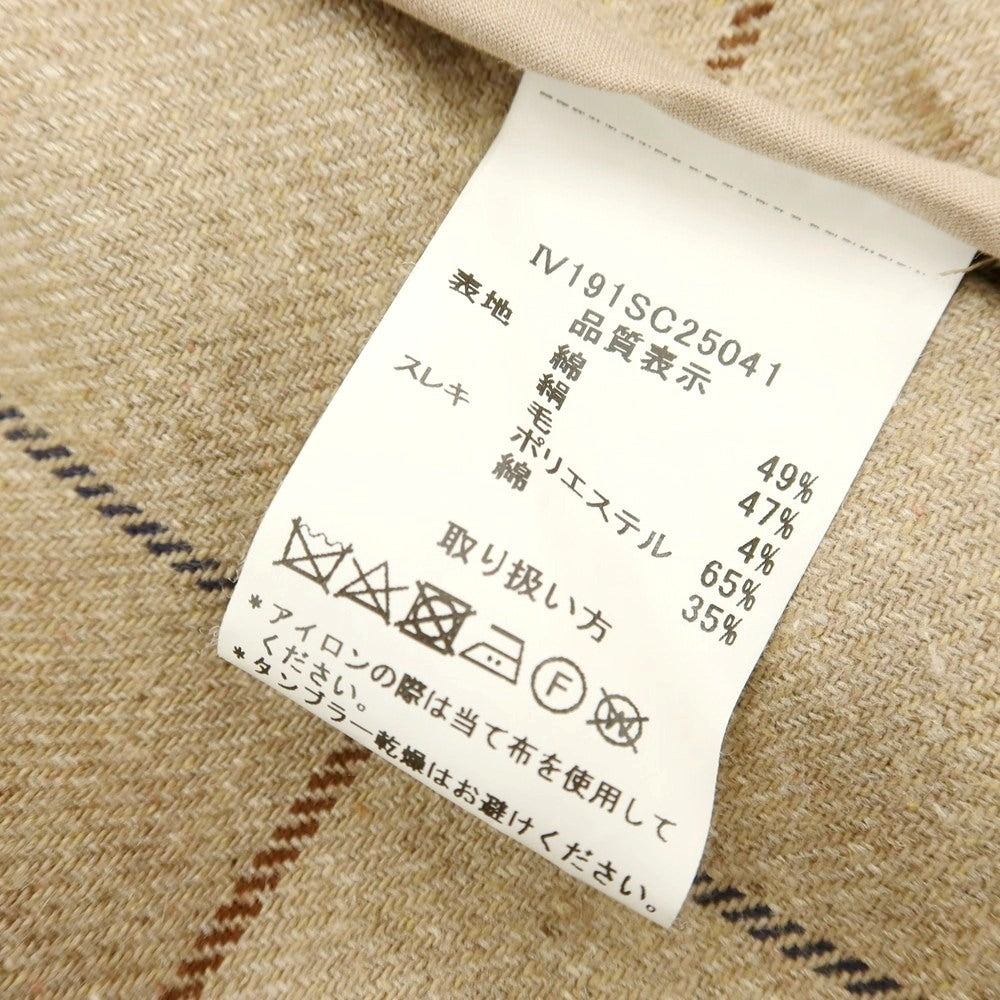 Ⅳ191SC25041
品質表示
表地 綿 49%
絹 47%
毛 4%
スレキ ポリエステル 65%
綿 35%
取り扱い方
F W
*アイロンの際は当て布を使用して
ください。
*タンブラー乾燥はお避けください。